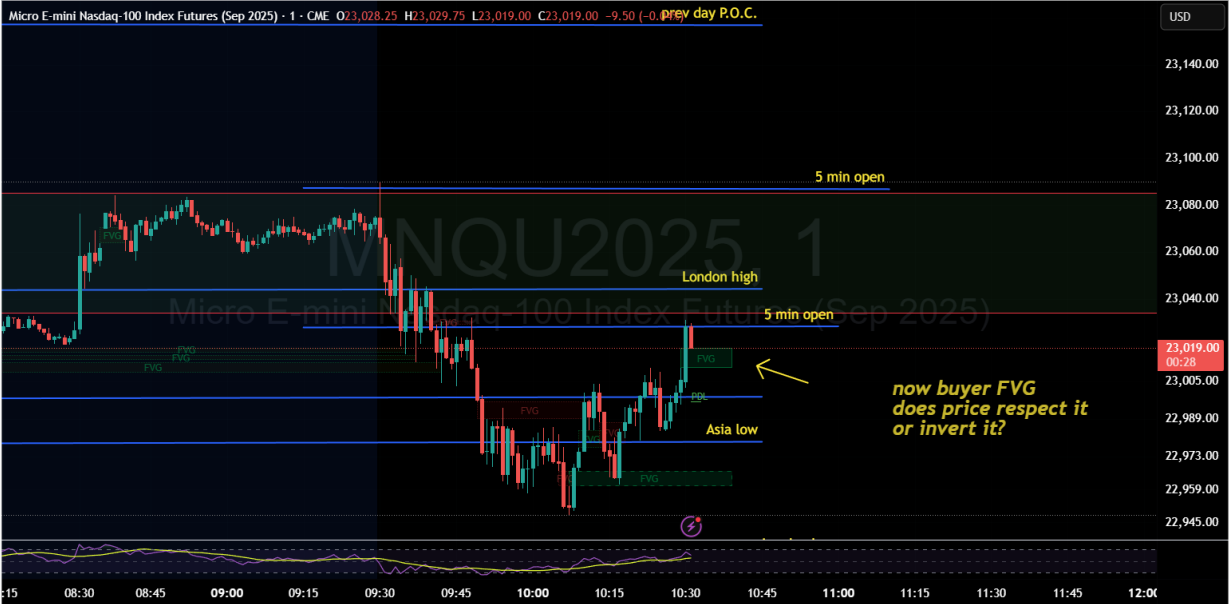 Micro E-mini Nasdaq-100 Index Futures (Sep 2025) · 1 · CME O23,028.25 H23,029.75 L23,019.00 C23,019.00 −9.50 (−0.04%)
prev day P.O.C.
USD
23,140.00
23,120.00
23,100.00
5 min open
23,080.00
FVG
MNQU2025, 1
23,060.00
London high
23,040.00
Micro E-mini Nasdaq-100 Index Futures (Sep 2025)
5 min open
FVG
23,019.00
00:28
FVG
FVG
FVG
FVG
23,005.00
now buyer FVG
does price respect it
or invert it?
PDL
FVG
22,989.00
Asia low
FVG
22,973.00
FVG
22,959.00
22,945.00
:15
08:30
08:45
09:00
09:15
09:30
09:45
10:00
10:15
10:30
10:45
11:00
11:15
11:30
11:45
12:00